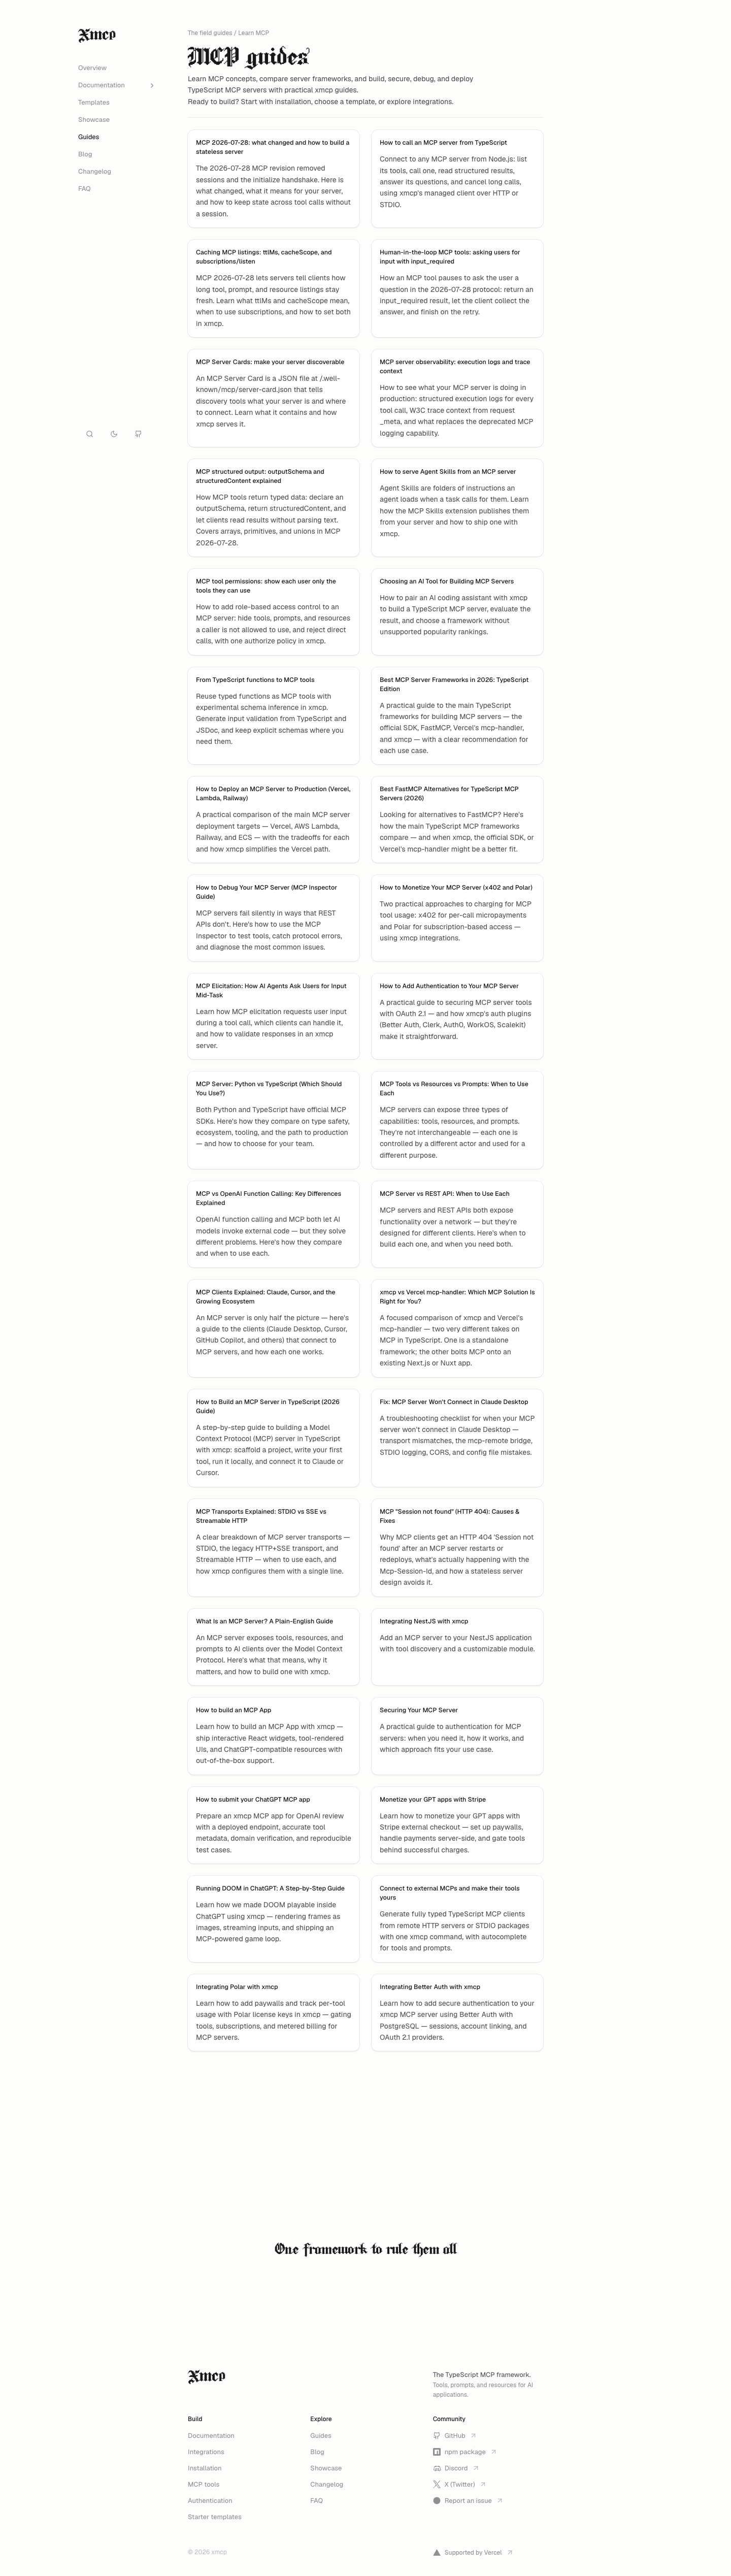 Xmcp
Overview
Documentation
Templates
Showcase
Guides
Blog
Changelog
FAQ
The field guides / Learn MCP
MCP guides
Learn MCP concepts, compare server frameworks, and build, secure, debug, and deploy
TypeScript MCP servers with practical xmcp guides.
Ready to build? Start with installation, choose a template, or explore integrations.
MCP 2026-07-28: what changed and how to build a
stateless server
The 2026-07-28 MCP revision removed
sessions and the initialize handshake. Here is
what changed, what it means for your server,
and how to keep state across tool calls without
a session.
How to call an MCP server from TypeScript
Connect to any MCP server from Node.js: list
its tools, call one, read structured results,
answer its questions, and cancel long calls,
using xmcp's managed client over HTTP or
STDIO.
Caching MCP listings: ttlMs, cacheScope, and
subscriptions/listen
MCP 2026-07-28 lets servers tell clients how
long tool, prompt, and resource listings stay
fresh. Learn what ttlMs and cacheScope mean,
when to use subscriptions, and how to set both
in xmcp.
Human-in-the-loop MCP tools: asking users for
input with input_required
How an MCP tool pauses to ask the user a
question in the 2026-07-28 protocol: return an
input_required result, let the client collect the
answer, and finish on the retry.
MCP Server Cards: make your server discoverable
An MCP Server Card is a JSON file at /.well-
known/mcp/server-card.json that tells
discovery tools what your server is and where
to connect. Learn what it contains and how
xmcp serves it.
MCP server observability: execution logs and trace
context
How to see what your MCP server is doing in
production: structured execution logs for every
tool call, W3C trace context from request
_meta, and what replaces the deprecated MCP
logging capability.
MCP structured output: outputSchema and
structuredContent explained
How MCP tools return typed data: declare an
outputSchema, return structuredContent, and
let clients read results without parsing text.
Covers arrays, primitives, and unions in MCP
2026-07-28.
How to serve Agent Skills from an MCP server
Agent Skills are folders of instructions an
agent loads when a task calls for them. Learn
how the MCP Skills extension publishes them
from your server and how to ship one with
xmcp.
MCP tool permissions: show each user only the
tools they can use
How to add role-based access control to an
MCP server: hide tools, prompts, and resources
a caller is not allowed to use, and reject direct
calls, with one authorize policy in xmcp.
Choosing an AI Tool for Building MCP Servers
How to pair an AI coding assistant with xmcp
to build a TypeScript MCP server, evaluate the
result, and choose a framework without
unsupported popularity rankings.
From TypeScript functions to MCP tools
Reuse typed functions as MCP tools with
experimental schema inference in xmcp.
Generate input validation from TypeScript and
JSDoc, and keep explicit schemas where you
need them.
Best MCP Server Frameworks in 2026: TypeScript
Edition
A practical guide to the main TypeScript
frameworks for building MCP servers — the
official SDK, FastMCP, Vercel's mcp-handler,
and xmcp — with a clear recommendation for
each use case.
How to Deploy an MCP Server to Production (Vercel,
Lambda, Railway)
A practical comparison of the main MCP server
deployment targets — Vercel, AWS Lambda,
Railway, and ECS — with the tradeoffs for each
and how xmcp simplifies the Vercel path.
Best FastMCP Alternatives for TypeScript MCP
Servers (2026)
Looking for alternatives to FastMCP? Here's
how the main TypeScript MCP frameworks
compare — and when xmcp, the official SDK, or
Vercel's mcp-handler might be a better fit.
How to Debug Your MCP Server (MCP Inspector
Guide)
MCP servers fail silently in ways that REST
APIs don't. Here's how to use the MCP
Inspector to test tools, catch protocol errors,
and diagnose the most common issues.
How to Monetize Your MCP Server (x402 and Polar)
Two practical approaches to charging for MCP
tool usage: x402 for per-call micropayments
and Polar for subscription-based access —
using xmcp integrations.
MCP Elicitation: How AI Agents Ask Users for Input
Mid-Task
Learn how MCP elicitation requests user input
during a tool call, which clients can handle it,
and how to validate responses in an xmcp
server.
How to Add Authentication to Your MCP Server
A practical guide to securing MCP server tools
with OAuth 2.1 — and how xmcp's auth plugins
(Better Auth, Clerk, Auth0, WorkOS, Scalekit)
make it straightforward.
MCP Server: Python vs TypeScript (Which Should
You Use?)
Both Python and TypeScript have official MCP
SDKs. Here's how they compare on type safety,
ecosystem, tooling, and the path to production
— and how to choose for your team.
MCP Tools vs Resources vs Prompts: When to Use
Each
MCP servers can expose three types of
capabilities: tools, resources, and prompts.
They're not interchangeable — each one is
controlled by a different actor and used for a
different purpose.
MCP vs OpenAI Function Calling: Key Differences
Explained
OpenAI function calling and MCP both let AI
models invoke external code — but they solve
different problems. Here's how they compare
and when to use each.
MCP Server vs REST API: When to Use Each
MCP servers and REST APIs both expose
functionality over a network — but they're
designed for different clients. Here's when to
build each one, and when you need both.
MCP Clients Explained: Claude, Cursor, and the
Growing Ecosystem
An MCP server is only half the picture — here's
a guide to the clients (Claude Desktop, Cursor,
GitHub Copilot, and others) that connect to
MCP servers, and how each one works.
xmcp vs Vercel mcp-handler: Which MCP Solution Is
Right for You?
A focused comparison of xmcp and Vercel's
mcp-handler — two very different takes on
MCP in TypeScript. One is a standalone
framework; the other bolts MCP onto an
existing Next.js or Nuxt app.
How to Build an MCP Server in TypeScript (2026
Guide)
A step-by-step guide to building a Model
Context Protocol (MCP) server in TypeScript
with xmcp: scaffold a project, write your first
tool, run it locally, and connect it to Claude or
Cursor.
Fix: MCP Server Won't Connect in Claude Desktop
A troubleshooting checklist for when your MCP
server won't connect in Claude Desktop —
transport mismatches, the mcp-remote bridge,
STDIO logging, CORS, and config file mistakes.
MCP Transports Explained: STDIO vs SSE vs
Streamable HTTP
A clear breakdown of MCP server transports —
STDIO, the legacy HTTP+SSE transport, and
Streamable HTTP — when to use each, and
how xmcp configures them with a single line.
MCP "Session not found" (HTTP 404): Causes &
Fixes
Why MCP clients get an HTTP 404 'Session not
found' after an MCP server restarts or
redeploys, what's actually happening with the
Mcp-Session-Id, and how a stateless server
design avoids it.
What Is an MCP Server? A Plain-English Guide
An MCP server exposes tools, resources, and
prompts to AI clients over the Model Context
Protocol. Here's what that means, why it
matters, and how to build one with xmcp.
Integrating NestJS with xmcp
Add an MCP server to your NestJS application
with tool discovery and a customizable module.
How to build an MCP App
Learn how to build an MCP App with xmcp —
ship interactive React widgets, tool-rendered
UIs, and ChatGPT-compatible resources with
out-of-the-box support.
Securing Your MCP Server
A practical guide to authentication for MCP
servers: when you need it, how it works, and
which approach fits your use case.
How to submit your ChatGPT MCP app
Prepare an xmcp MCP app for OpenAI review
with a deployed endpoint, accurate tool
metadata, domain verification, and reproducible
test cases.
Monetize your GPT apps with Stripe
Learn how to monetize your GPT apps with
Stripe external checkout — set up paywalls,
handle payments server-side, and gate tools
behind successful charges.
Running DOOM in ChatGPT: A Step-by-Step Guide
Learn how we made DOOM playable inside
ChatGPT using xmcp — rendering frames as
images, streaming inputs, and shipping an
MCP-powered game loop.
Connect to external MCPs and make their tools
yours
Generate fully typed TypeScript MCP clients
from remote HTTP servers or STDIO packages
with one xmcp command, with autocomplete
for tools and prompts.
Integrating Polar with xmcp
Learn how to add paywalls and track per-tool
usage with Polar license keys in xmcp — gating
tools, subscriptions, and metered billing for
MCP servers.
Integrating Better Auth with xmcp
Learn how to add secure authentication to your
xmcp MCP server using Better Auth with
PostgreSQL — sessions, account linking, and
OAuth 2.1 providers.
One framework to rule them all
Xmcp
The TypeScript MCP framework.
Tools, prompts, and resources for AI
applications.
Build
Documentation
Integrations
Installation
MCP tools
Authentication
Starter templates
Explore
Guides
Blog
Showcase
Changelog
FAQ
Community
GitHub
npm package
Discord
X (Twitter)
Report an issue
© 2026 xmcp
Supported by Vercel